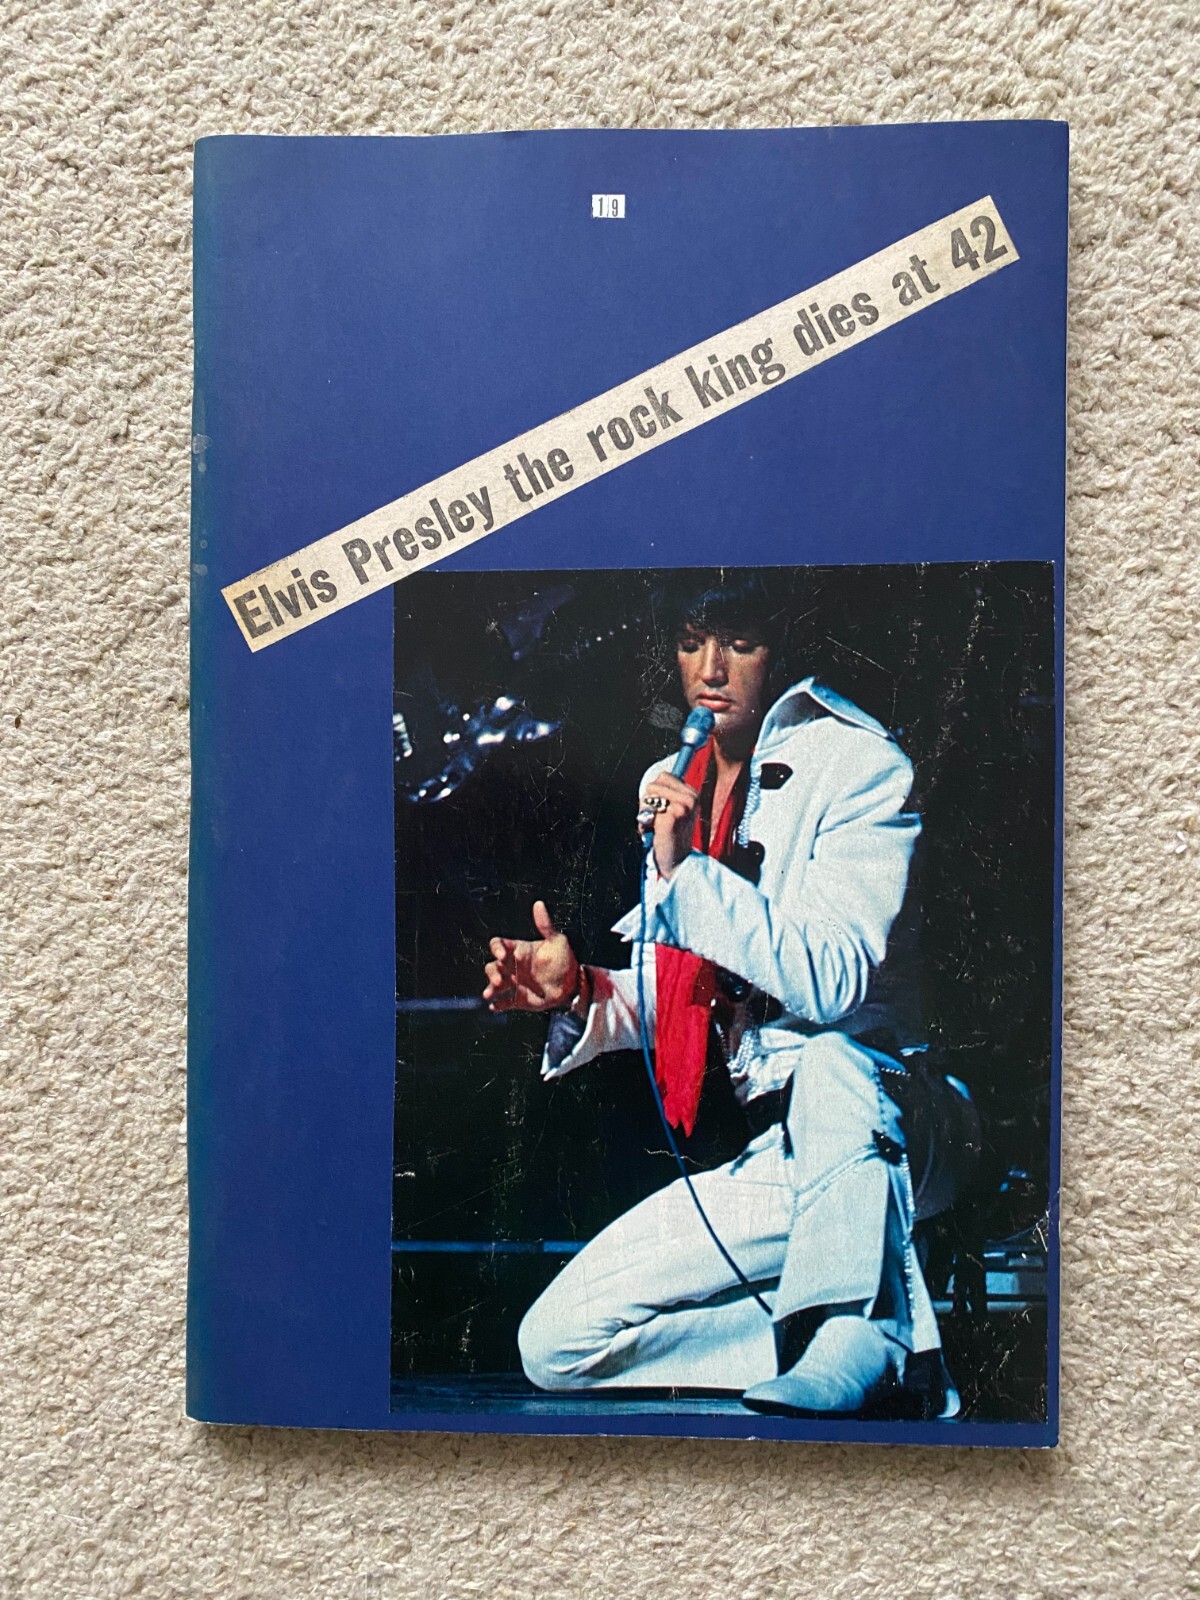 19
Elvis Presley the rock king dies at 42